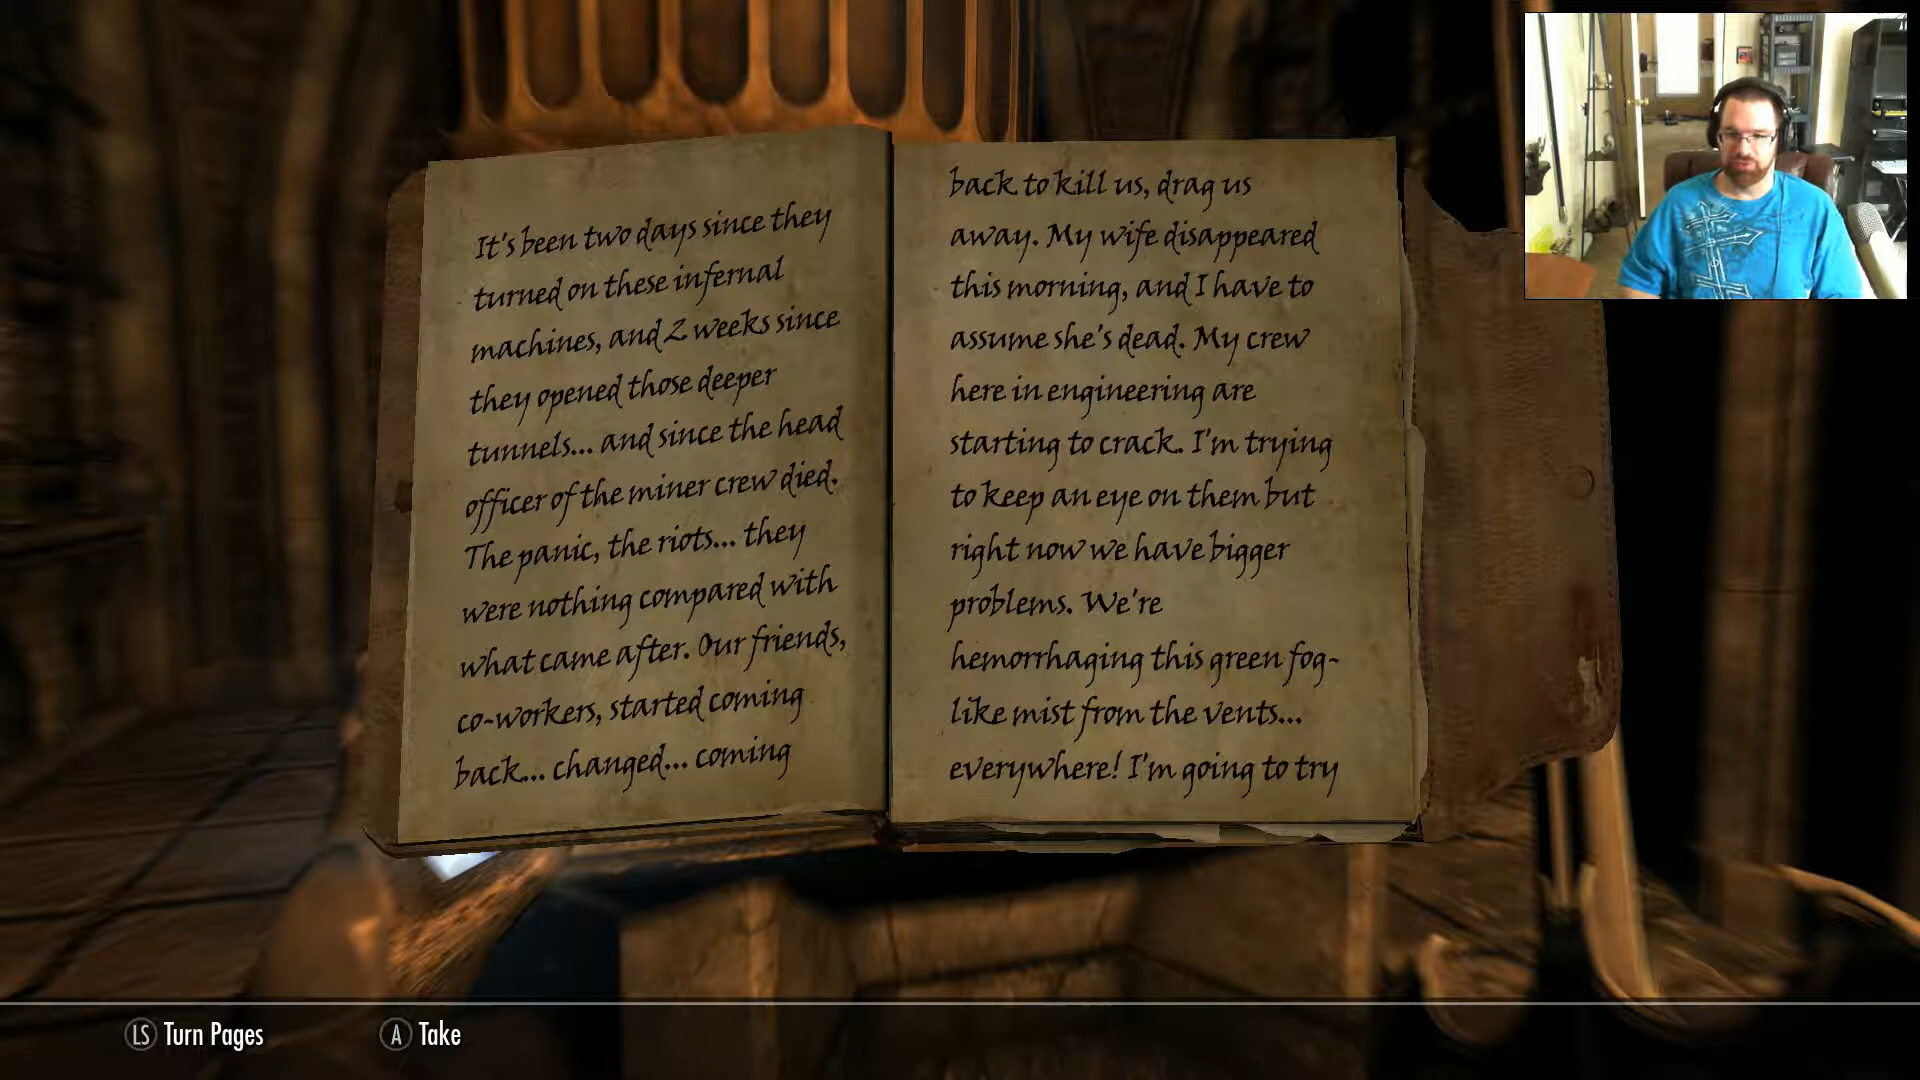 It's been two days since they
turned on these infernal
machines, and 2 weeks since
they opened those deeper
tunnels... and since the head
officer of the miner crew died.
The panic, the riots... they
were nothing compared with
what came after. Our friends,
co-workers, started coming
back... changed... coming
back to kill us, drag us
away. My wife disappeared
this morning, and I have to
assume she's dead. My crew
here in engineering are
starting to crack. I'm trying
to keep an eye on them but
right now we have bigger
problems. We're
hemorrhaging this green fog-
like mist from the vents...
everywhere! I'm going to try
LS Turn Pages
A Take